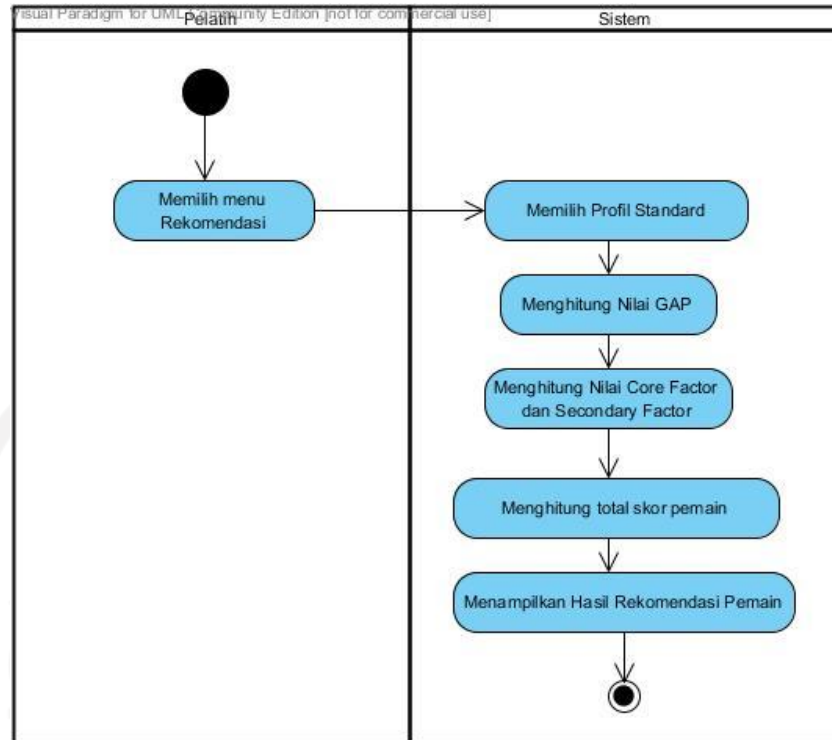 Visual Paradigm for UML Community Edition [not for commercial use]
Pelatih
Sistem
Memilih menu
Rekomendasi
Memilih Profil Standard
Menghitung Nilai GAP
Menghitung Nilai Core Factor
dan Secondary Factor
Menghitung total skor pemain
Menampilkan Hasil Rekomendasi Pemain